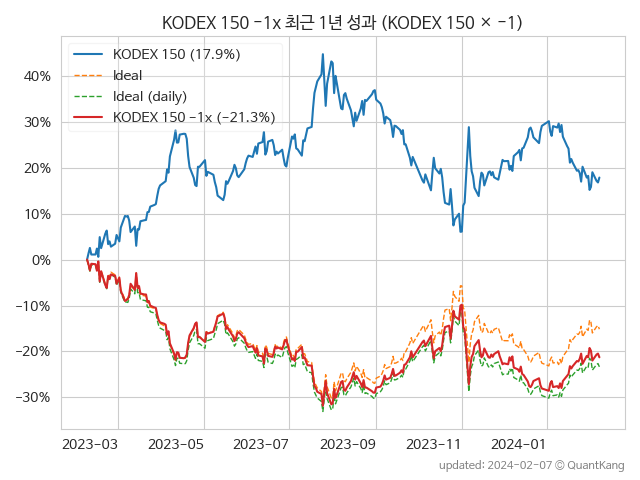 KODEX 150 −1x 최근 1년 성과 (KODEX 150 × −1)
KODEX 150 (17.9%)
Ideal
Ideal (daily)
KODEX 150 −1x (−21.3%)
40%
30%
20%
10%
0%
−10%
−20%
−30%
2023-03 2023-05 2023-07 2023-09 2023-11 2024-01
updated: 2024-02-07 © QuantKang